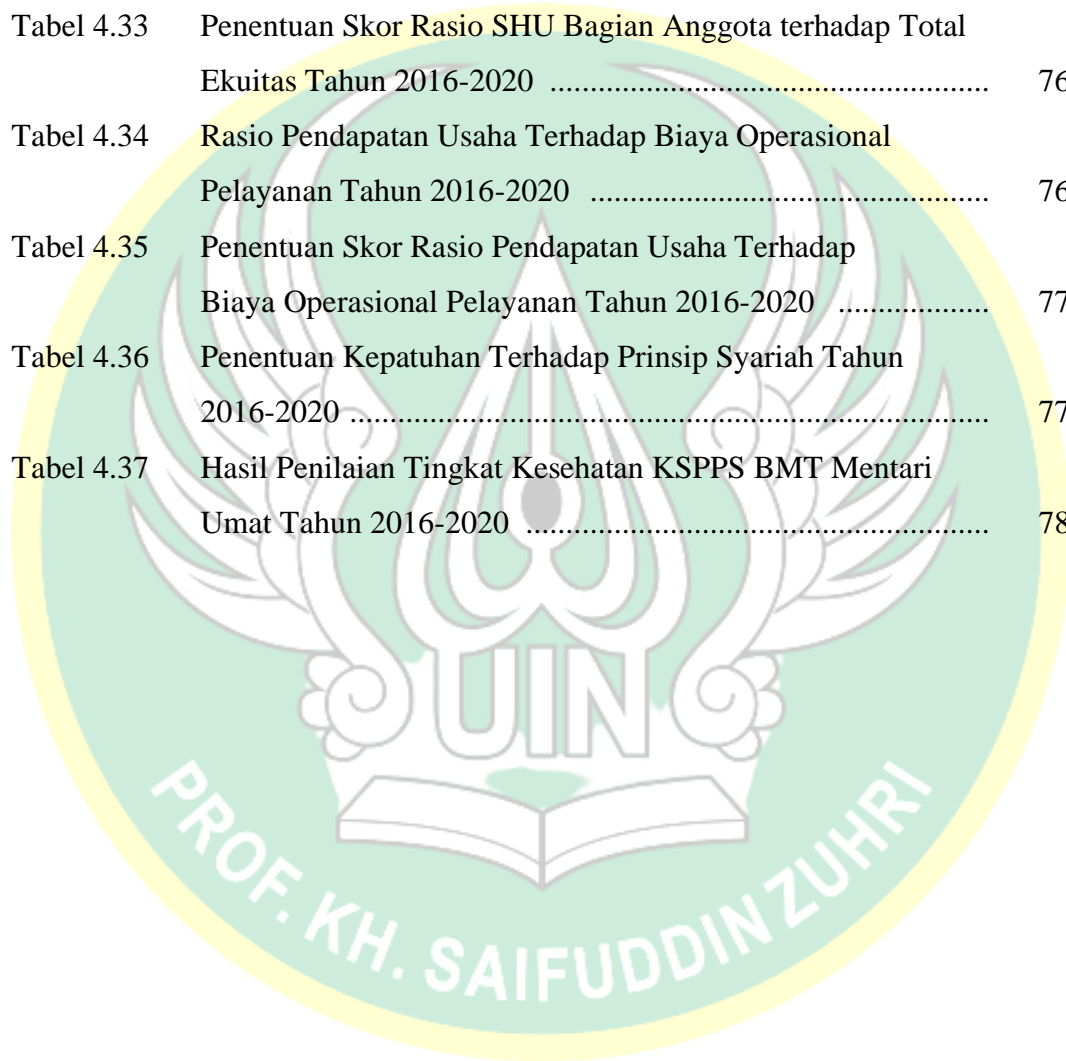 Tabel 4.33 Penentuan Skor Rasio SHU Bagian Anggota terhadap Total
Ekuitas Tahun 2016-2020 ...................................................... 76
Tabel 4.34 Rasio Pendapatan Usaha Terhadap Biaya Operasional
Pelayanan Tahun 2016-2020 ................................................. 76
Tabel 4.35 Penentuan Skor Rasio Pendapatan Usaha Terhadap
Biaya Operasional Pelayanan Tahun 2016-2020 ................... 77
Tabel 4.36 Penentuan Kepatuhan Terhadap Prinsip Syariah Tahun
2016-2020 ............................................................................... 77
Tabel 4.37 Hasil Penilaian Tingkat Kesehatan KSPPS BMT Mentari
Umat Tahun 2016-2020 ......................................................... 78
UIN
PROF. KH. SAIFUDDIN ZUHRI